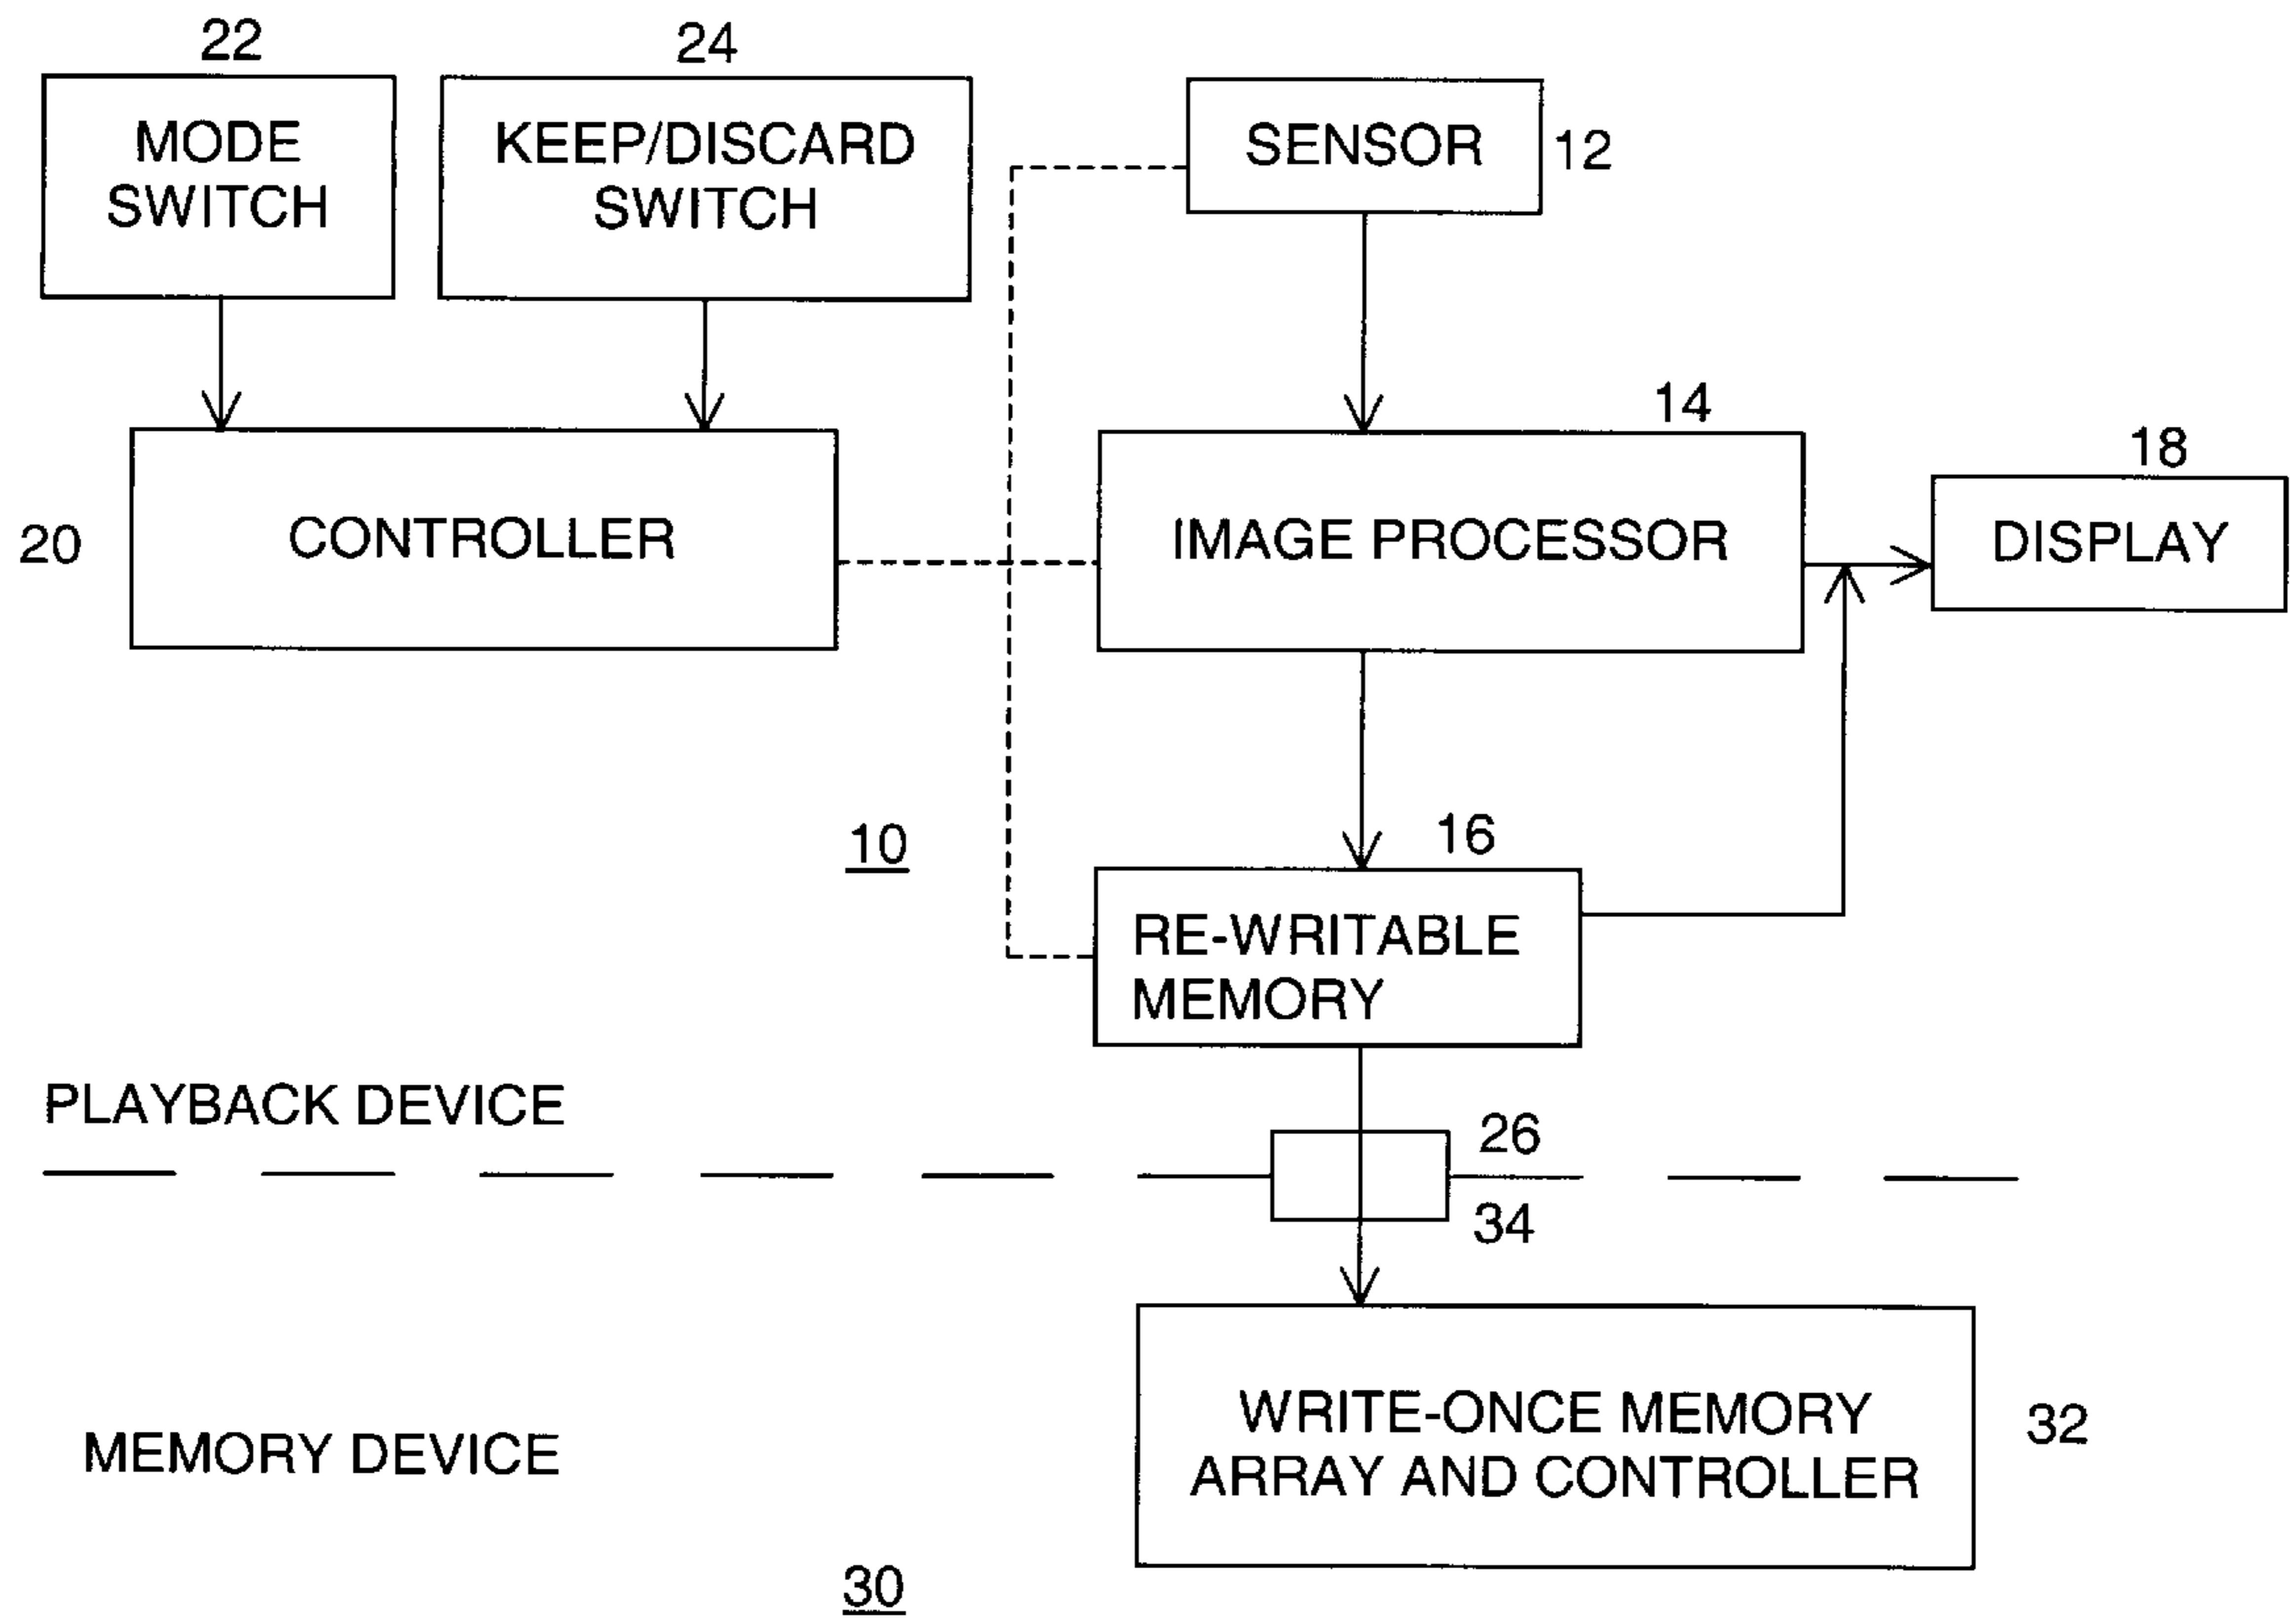 22
24
MODE
SWITCH
KEEP/DISCARD
SWITCH
SENSOR
12
14
18
20
CONTROLLER
IMAGE PROCESSOR
DISPLAY
10
16
RE-WRITABLE
MEMORY
PLAYBACK DEVICE
26
34
MEMORY DEVICE
WRITE-ONCE MEMORY
ARRAY AND CONTROLLER
32
30